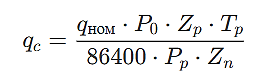 q_c = \frac{q_{ном} \cdot P_0 \cdot Z_p \cdot T_p}{86400 \cdot P_p \cdot Z_n}